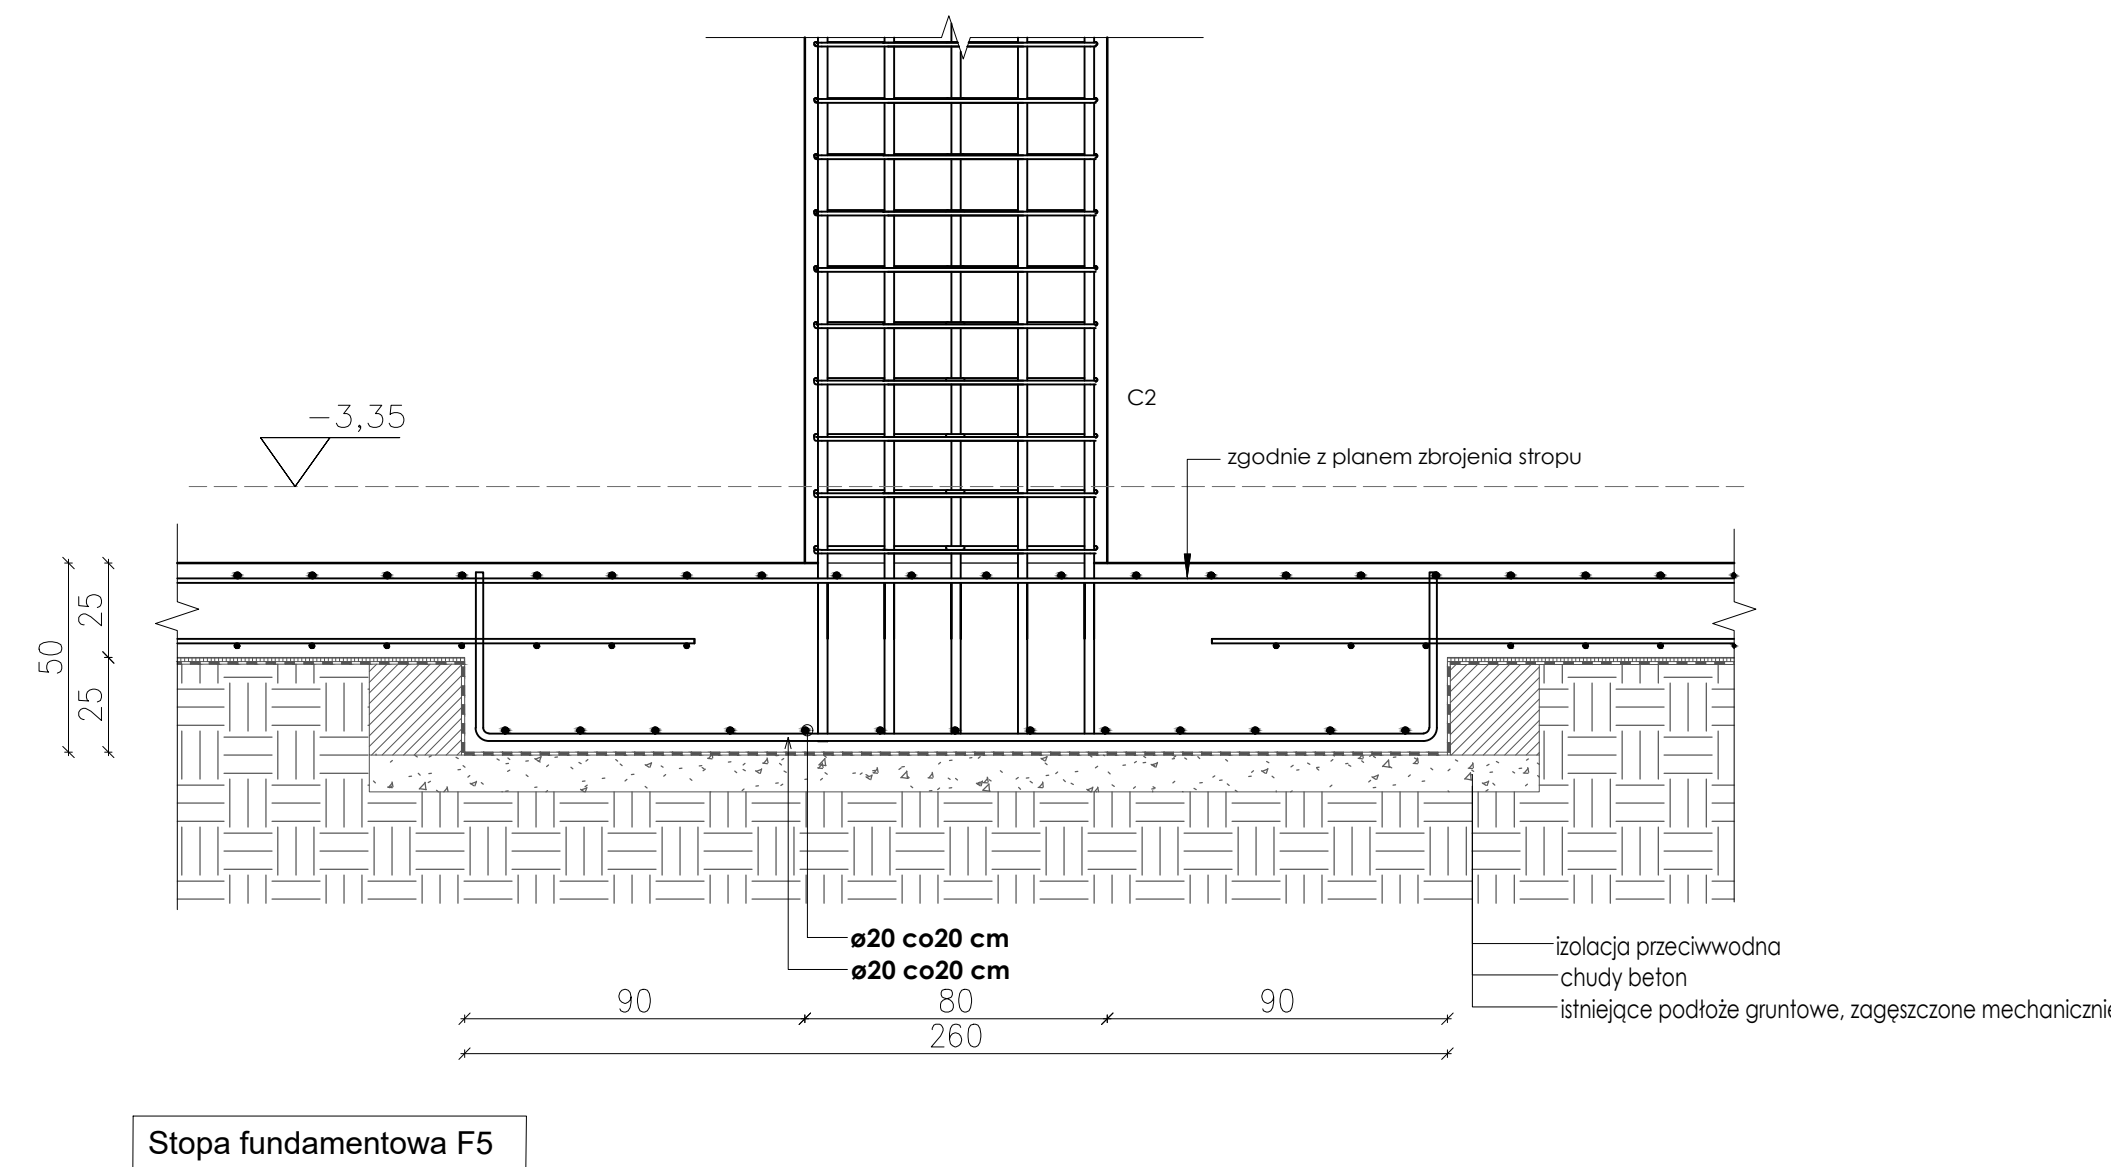 -3,35
C2
zgodnie z planem zbrojenia stropu
50
25
25
ø20 co20 cm
ø20 co20 cm
izolacja przeciwwodna
chudy beton
istniejące podłoże gruntowe, zagęszczone mechanicznie
90
80
90
260
Stopa fundamentowa F5